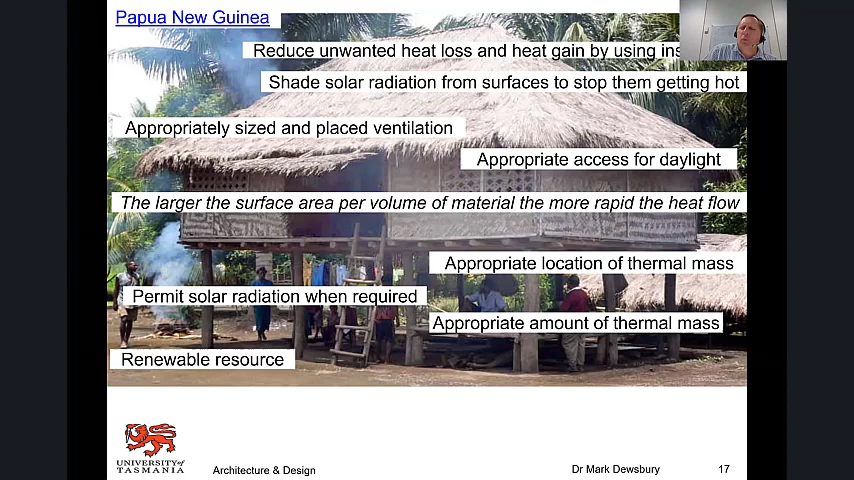 Papua New Guinea
Reduce unwanted heat loss and heat gain by using
Shade solar radiation from surfaces to stop them getting hot
Appropriately sized and placed ventilation
Appropriate access for daylight
The larger the surface area per volume of material the more rapid the heat flow
Appropriate location of thermal mass
Permit solar radiation when required
Appropriate amount of thermal mass
Renewable resource
UNIVERSITY of
TASMANIA
Architecture & Design
Dr Mark Dewsbury
17